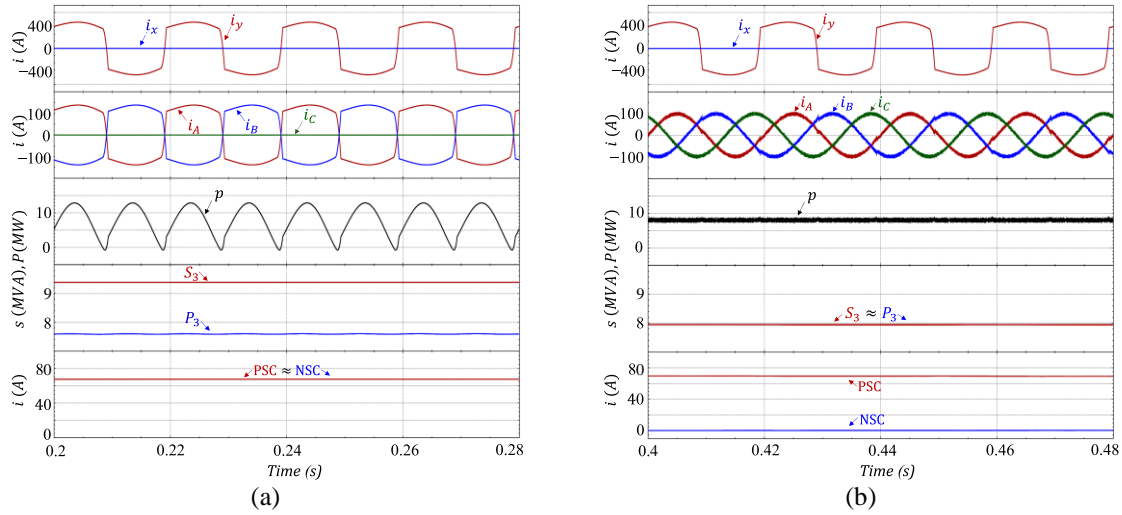 400
0
−400
i (A)
i_x
i_y
100
0
−100
i (A)
i_A
i_B
i_C
10
0
p
s (MVA), P (MW)
9
8
S_3
P_3
80
40
0
i (A)
PSC ≈ NSC
0.2
0.22
0.24
0.26
0.28
Time (s)
(a)
400
0
−400
i (A)
i_x
i_y
100
0
−100
i (A)
i_A
i_B
i_C
10
0
p
s (MVA), P (MW)
9
8
S_3 ≈ P_3
80
40
0
i (A)
PSC
NSC
0.4
0.42
0.44
0.46
0.48
Time (s)
(b)